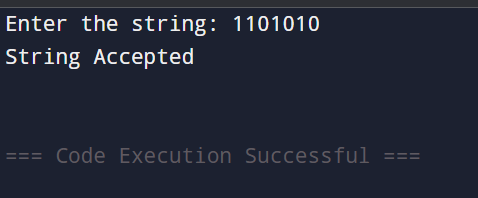 Enter the string: 1101010
String Accepted
=== Code Execution Successful ===